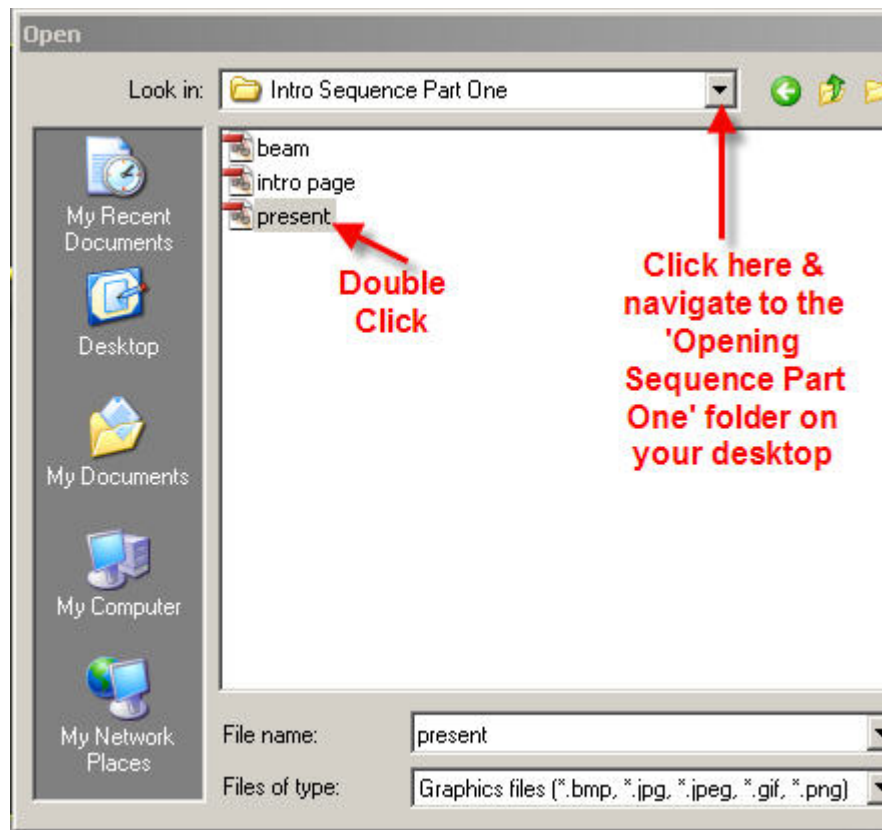 Open
Look in:
Intro Sequence Part One
beam
intro page
present
My Recent
Documents
Desktop
My Documents
My Computer
My Network
Places
Double
Click
Click here &
navigate to the
'Opening
Sequence Part
One' folder on
your desktop
File name:
present
Files of type:
Graphics files (*.bmp, *.jpg, *.jpeg, *.gif, *.png)